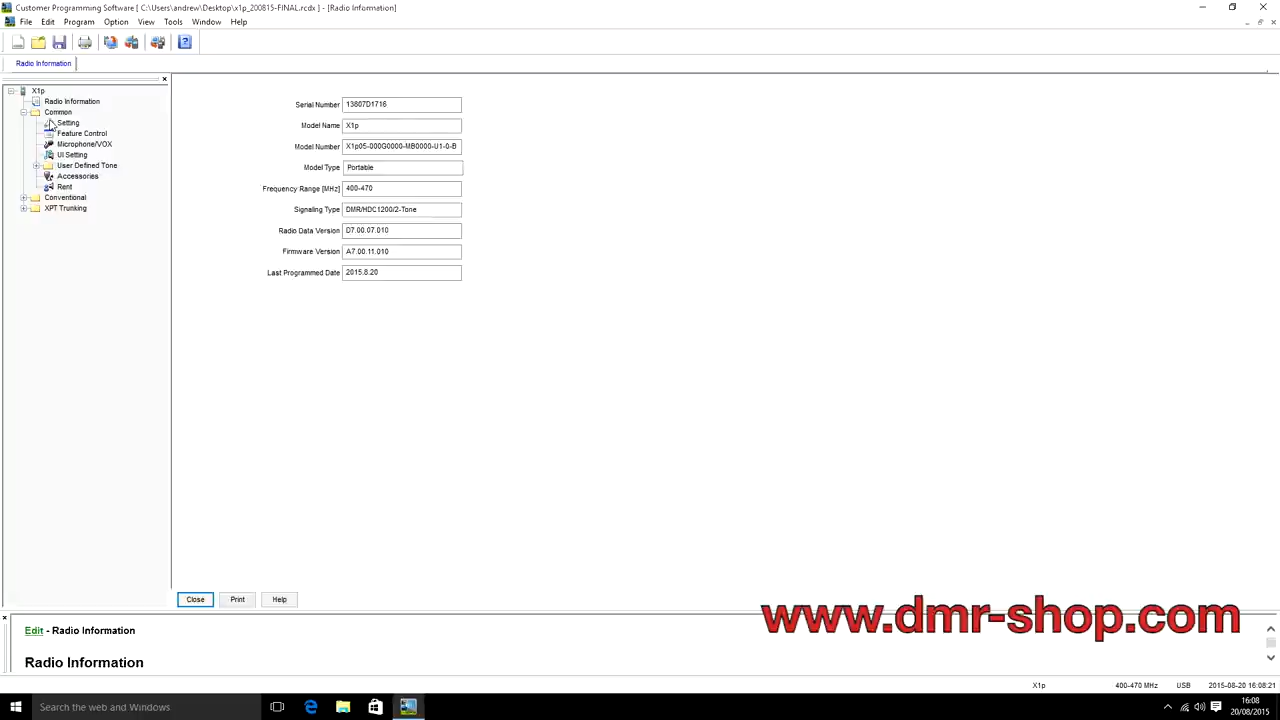 Customer Programming Software [ C:\Users\andrew\Desktop\x1p_200815-FINAL.rcdx ] - [Radio Information]
File Edit Program Option View Tools Window Help
Radio Information
X1p
Radio Information
Common
Setting
Feature Control
Microphone/VOX
UI Setting
User Defined Tone
Accessories
Rent
Conventional
XPT Trunking
Serial Number 13807D1716
Model Name X1p
Model Number X1p05-000G0000-MB0000-U1-0-B
Model Type Portable
Frequency Range [MHz] 400-470
Signaling Type DMR/HDC1200/2-Tone
Radio Data Version D7.00.07.010
Firmware Version A7.00.11.010
Last Programmed Date 2015.8.20
Close Print Help
www.dmr-shop.com
Edit - Radio Information
Radio Information
X1p 400-470 MHz USB 2015-08-20 16:08:21
Search the web and Windows
16:08
20/08/2015